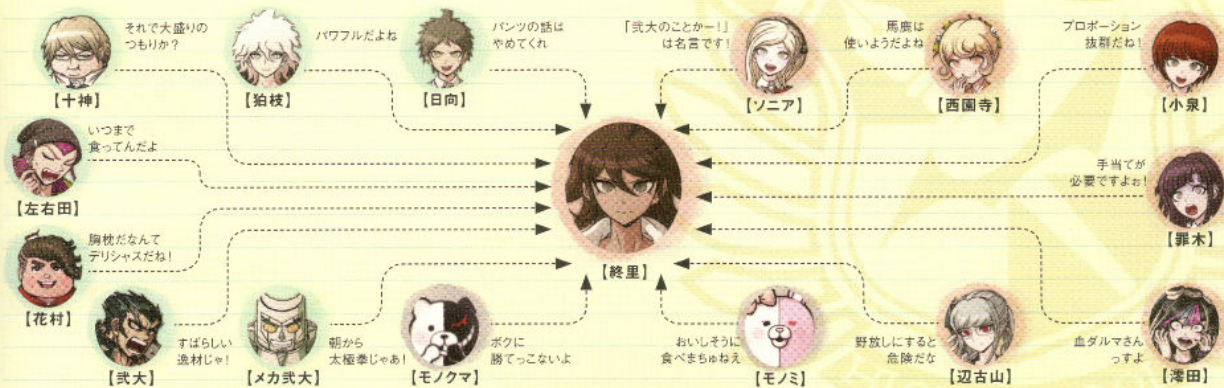 それで大盛りの
つもりか?
【十神】
パワフルだよね
【狛枝】
パンツの話は
やめてくれ
【日向】
「弐大のことかー!」
は名言です!
【ソニア】
馬鹿は
使いようだよね
【西園寺】
プロポーション
抜群だね!
【小泉】
いつまで
食ってんだよ
【左右田】
【終里】
手当てが
必要ですよぉ!
【罪木】
胸枕だなんて
デリシャスだね!
【花村】
すばらしい
逸材じゃ!
【弐大】
朝から
太極拳じゃあ!
【メカ弐大】
ボクに
勝てっこないよ
【モノクマ】
おいしそうに
食べまちゅねえ
【モノミ】
野放しにすると
危険だな
【辺古山】
血ダルマさん
っすよ
【澪田】